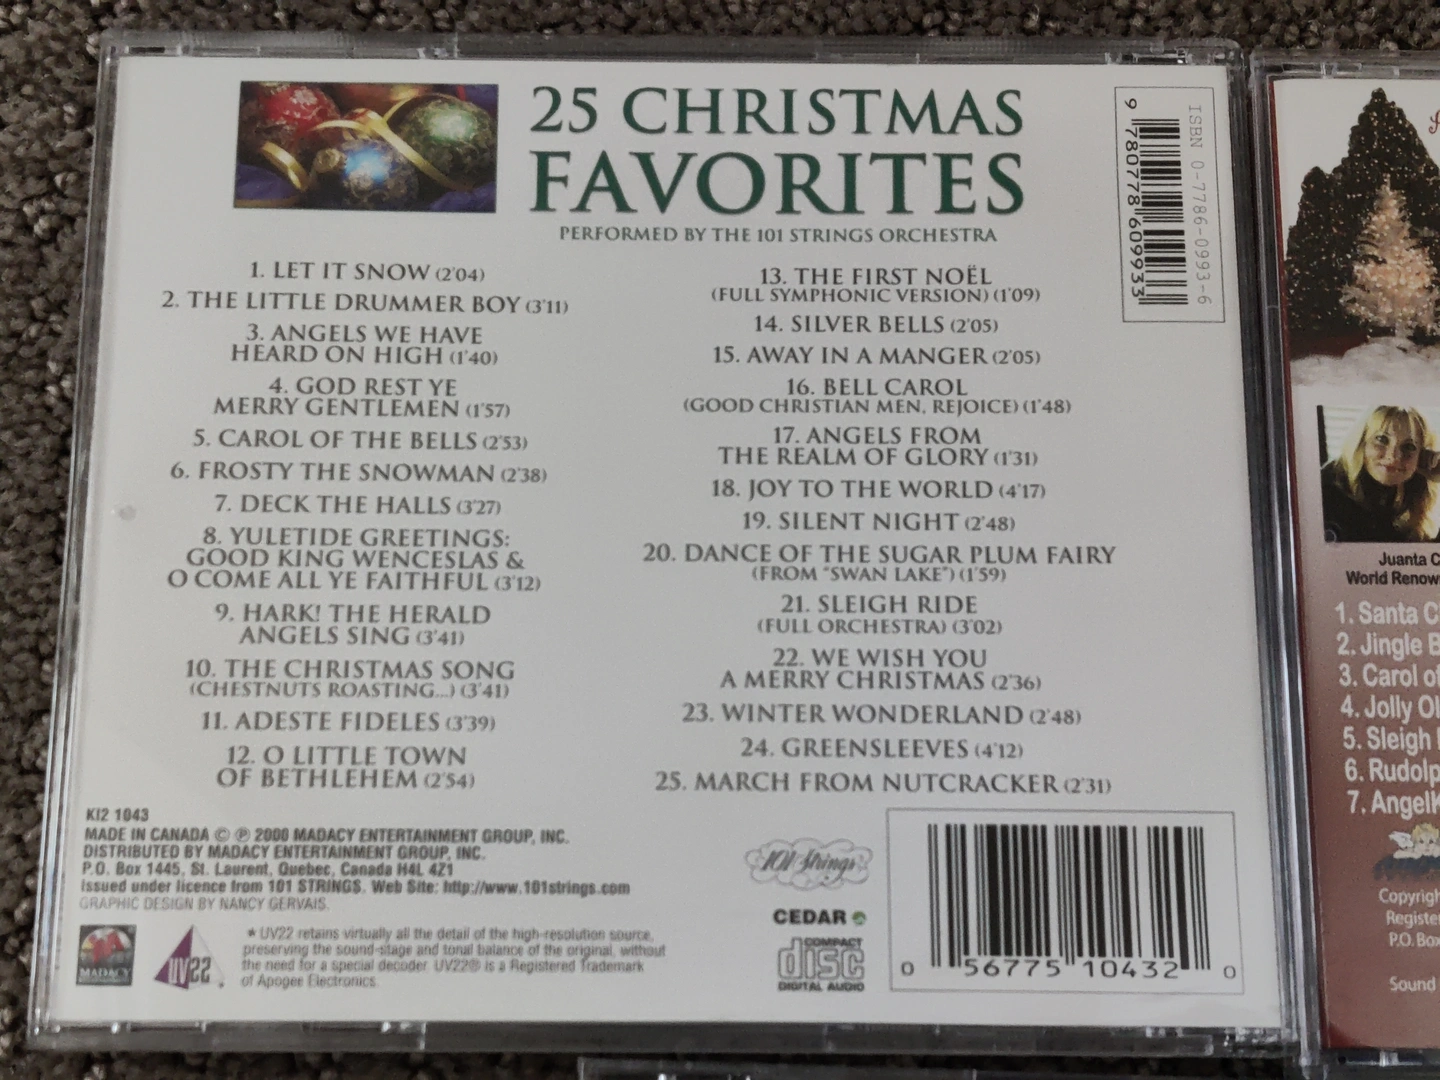 25 CHRISTMAS
FAVORITES
PERFORMED BY THE 101 STRINGS ORCHESTRA
1. LET IT SNOW (2'04)
2. THE LITTLE DRUMMER BOY (3'11)
3. ANGELS WE HAVE
HEARD ON HIGH (1'40)
4. GOD REST YE
MERRY GENTLEMEN (1'57)
5. CAROL OF THE BELLS (2'53)
6. FROSTY THE SNOWMAN (2'38)
7. DECK THE HALLS (3'27)
8. YULETIDE GREETINGS:
GOOD KING WENCESLAS &
O COME ALL YE FAITHFUL (3'12)
9. HARK! THE HERALD
ANGELS SING (3'41)
10. THE CHRISTMAS SONG
(CHESTNUTS ROASTING...) (3'41)
11. ADESTE FIDELES (3'39)
12. O LITTLE TOWN
OF BETHLEHEM (2'54)
13. THE FIRST NOËL
(FULL SYMPHONIC VERSION) (1'09)
14. SILVER BELLS (2'05)
15. AWAY IN A MANGER (2'05)
16. BELL CAROL
(GOOD CHRISTIAN MEN, REJOICE) (1'48)
17. ANGELS FROM
THE REALM OF GLORY (1'31)
18. JOY TO THE WORLD (4'17)
19. SILENT NIGHT (2'48)
20. DANCE OF THE SUGAR PLUM FAIRY
(FROM "SWAN LAKE") (1'59)
21. SLEIGH RIDE
(FULL ORCHESTRA) (3'02)
22. WE WISH YOU
A MERRY CHRISTMAS (2'36)
23. WINTER WONDERLAND (2'48)
24. GREENSLEEVES (4'12)
25. MARCH FROM NUTCRACKER (2'31)
ISBN 0-7786-0993-6
9 780778 609933
KI2 1043
MADE IN CANADA © ℗ 2000 MADACY ENTERTAINMENT GROUP, INC.
DISTRIBUTED BY MADACY ENTERTAINMENT GROUP, INC.
P.O. Box 1445, St. Laurent, Quebec, Canada H4L 4Z1
Issued under licence from 101 STRINGS. Web Site: http://www.101strings.com
GRAPHIC DESIGN BY NANCY GERVAIS.
MADACY
UV22
* UV22 retains virtually all the detail of the high-resolution source,
preserving the sound-stage and tonal balance of the original, without
the need for a special decoder. UV22® is a Registered Trademark
of Apogee Electronics.
101 Strings
CEDAR
COMPACT
disc
DIGITAL AUDIO
0 56775 10432 0
Juanta C
World Renow
1. Santa C
2. Jingle B
3. Carol of
4. Jolly Ol
5. Sleigh
6. Rudolp
7. Angel
Copyrigh
Register
P.O. Box
Sound